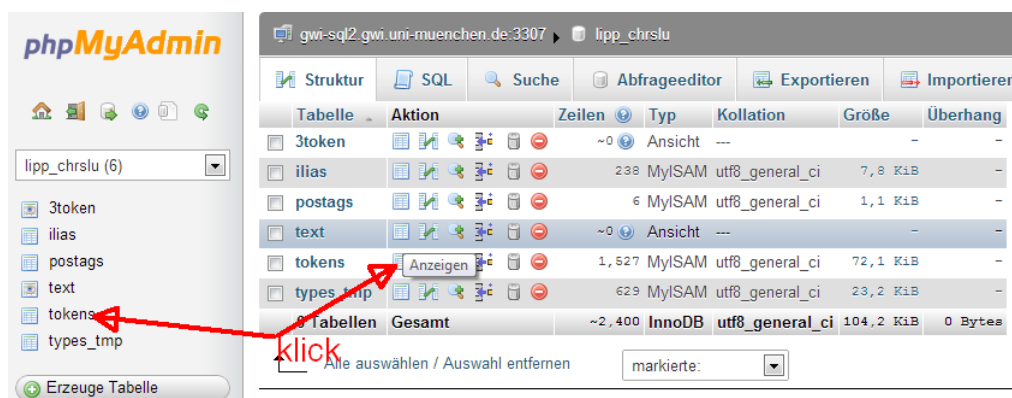 phpMyAdmin
lipp_chrslu (6)
3token
ilias
postags
text
tokens
types_tmp
Erzeuge Tabelle
gwi-sql2.gwi.uni-muenchen.de:3307 lipp_chrslu
Struktur SQL Suche Abfrageeditor Exportieren Importieren
Tabelle Aktion Zeilen Typ Kollation Größe Überhang
3token ~0 Ansicht --- - -
ilias 238 MyISAM utf8_general_ci 7,8 KiB -
postags 6 MyISAM utf8_general_ci 1,1 KiB -
text ~0 Ansicht --- - -
tokens Anzeigen 1,527 MyISAM utf8_general_ci 72,1 KiB -
types_tmp 629 MyISAM utf8_general_ci 23,2 KiB -
6 Tabellen Gesamt ~2,400 InnoDB utf8_general_ci 104,2 KiB 0 Bytes
klick
Alle auswählen / Auswahl entfernen markierte: